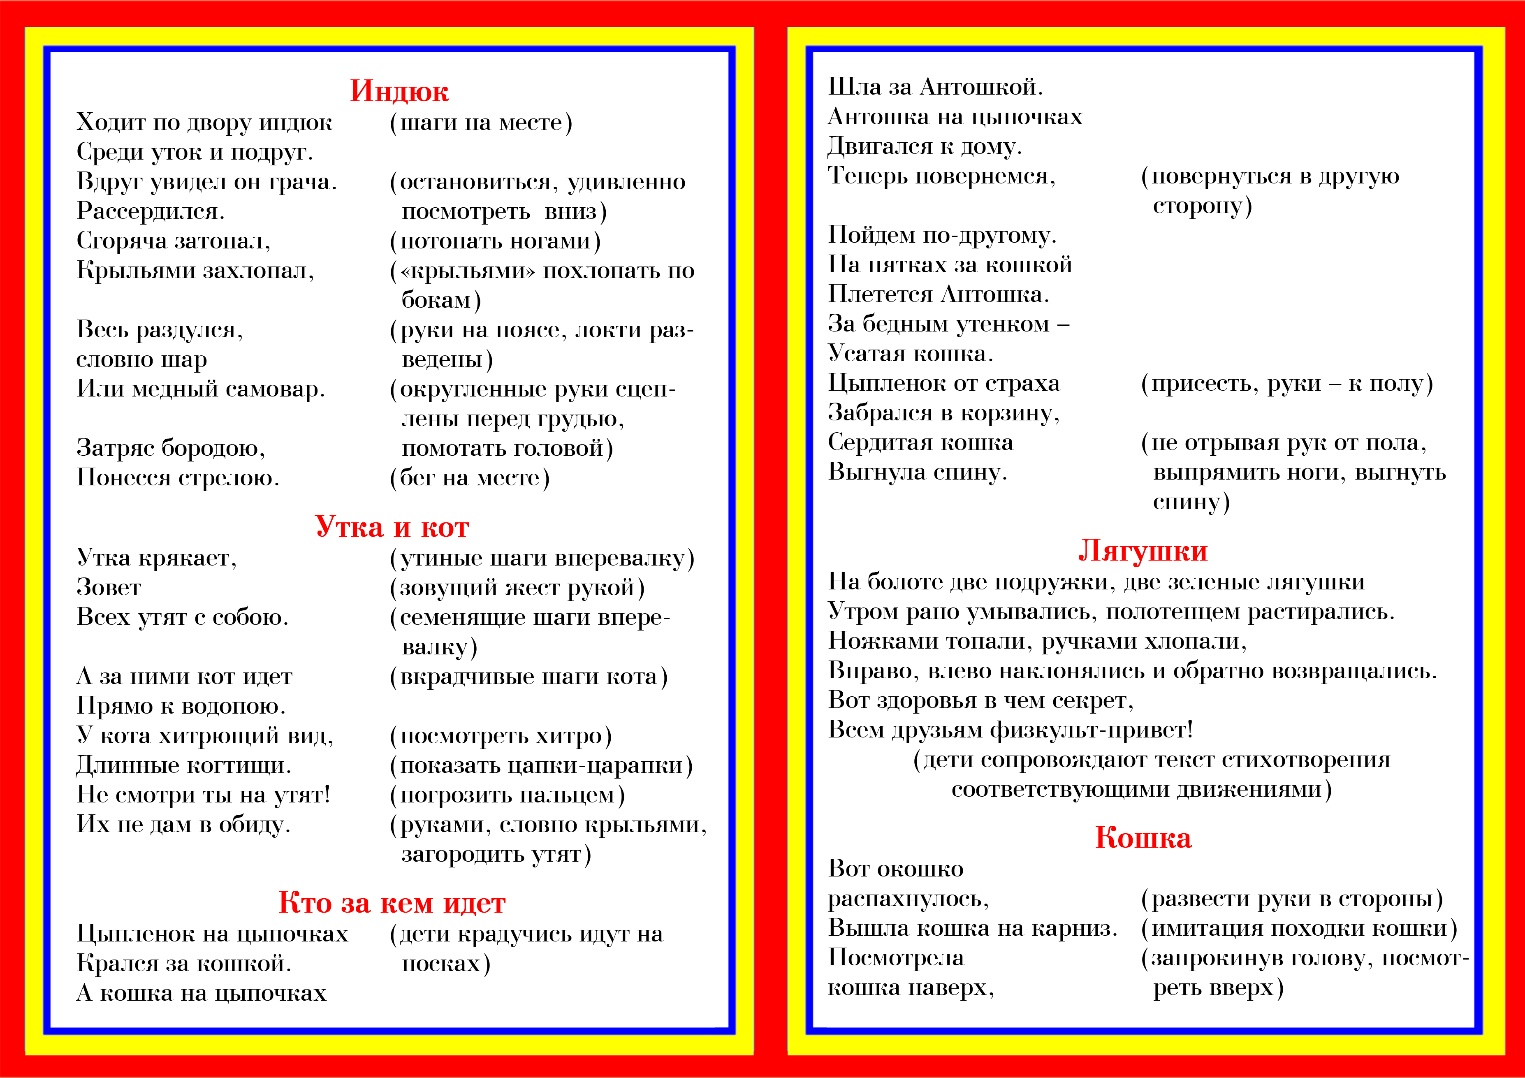 Индюк
Ходит по двору индюк (шаги на месте)
Среди уток и подруг.
Вдруг увидел он грача. (остановиться, удивленно
Рассердился. посмотреть вниз)
Сгоряча затопал, (потопать ногами)
Крыльями захлопал, («крыльями» похлопать по
бокам)
Весь раздулся, (руки на поясе, локти раз-
словно шар ведены)
Или медный самовар. (округленные руки сцеп-
лены перед грудью,
Затряс бородою, помотать головой)
Понесся стрелою. (бег на месте)
Утка и кот
Утка крякает, (утиные шаги вперевалку)
Зовет (зовущий жест рукой)
Всех утят с собою. (семенящие шаги впере-
валку)
А за ними кот идет (вкрадчивые шаги кота)
Прямо к водопою.
У кота хитрющий вид, (посмотреть хитро)
Длинные когтищи. (показать цапки-царапки)
Не смотри ты на утят! (погрозить пальцем)
Их не дам в обиду. (руками, словно крыльями,
загородить утят)
Кто за кем идет
Цыпленок на цыпочках (дети крадучись идут на
Крался за кошкой. носках)
А кошка на цыпочках
Шла за Антошкой.
Антошка на цыпочках
Двигался к дому.
Теперь повернемся, (повернуться в другую
сторону)
Пойдем по-другому.
На пятках за кошкой
Плетется Антошка.
За бедным утенком –
Усатая кошка.
Цыпленок от страха (присесть, руки – к полу)
Забрался в корзину,
Сердитая кошка (не отрывая рук от пола,
Выгнула спину. выпрямить ноги, выгнуть
спину)
Лягушки
На болоте две подружки, две зеленые лягушки
Утром рано умывались, полотенцем растирались.
Ножками топали, ручками хлопали,
Вправо, влево наклонялись и обратно возвращались.
Вот здоровья в чем секрет,
Всем друзьям физкульт-привет!
(дети сопровождают текст стихотворения
соответствующими движениями)
Кошка
Вот окошко
распахнулось, (развести руки в стороны)
Вышла кошка на карниз. (имитация походки кошки)
Посмотрела (запрокинув голову, посмот-
кошка наверх, реть вверх)